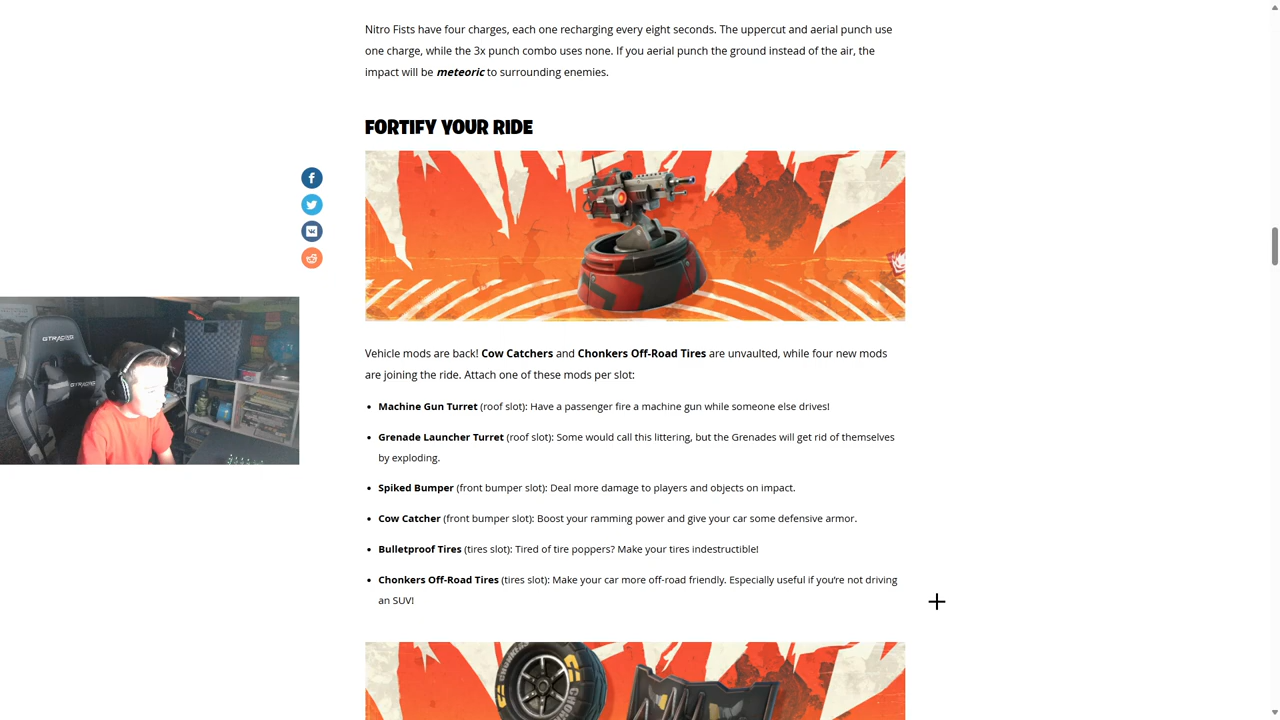 Nitro Fists have four charges, each one recharging every eight seconds. The uppercut and aerial punch use
one charge, while the 3x punch combo uses none. If you aerial punch the ground instead of the air, the
impact will be meteoric to surrounding enemies.
FORTIFY YOUR RIDE
Vehicle mods are back! Cow Catchers and Chonkers Off-Road Tires are unvaulted, while four new mods
are joining the ride. Attach one of these mods per slot:
• Machine Gun Turret (roof slot): Have a passenger fire a machine gun while someone else drives!
• Grenade Launcher Turret (roof slot): Some would call this littering, but the Grenades will get rid of themselves
by exploding.
• Spiked Bumper (front bumper slot): Deal more damage to players and objects on impact.
• Cow Catcher (front bumper slot): Boost your ramming power and give your car some defensive armor.
• Bulletproof Tires (tires slot): Tired of tire poppers? Make your tires indestructible!
• Chonkers Off-Road Tires (tires slot): Make your car more off-road friendly. Especially useful if you're not driving
an SUV!
GTRACING
CHONKERS